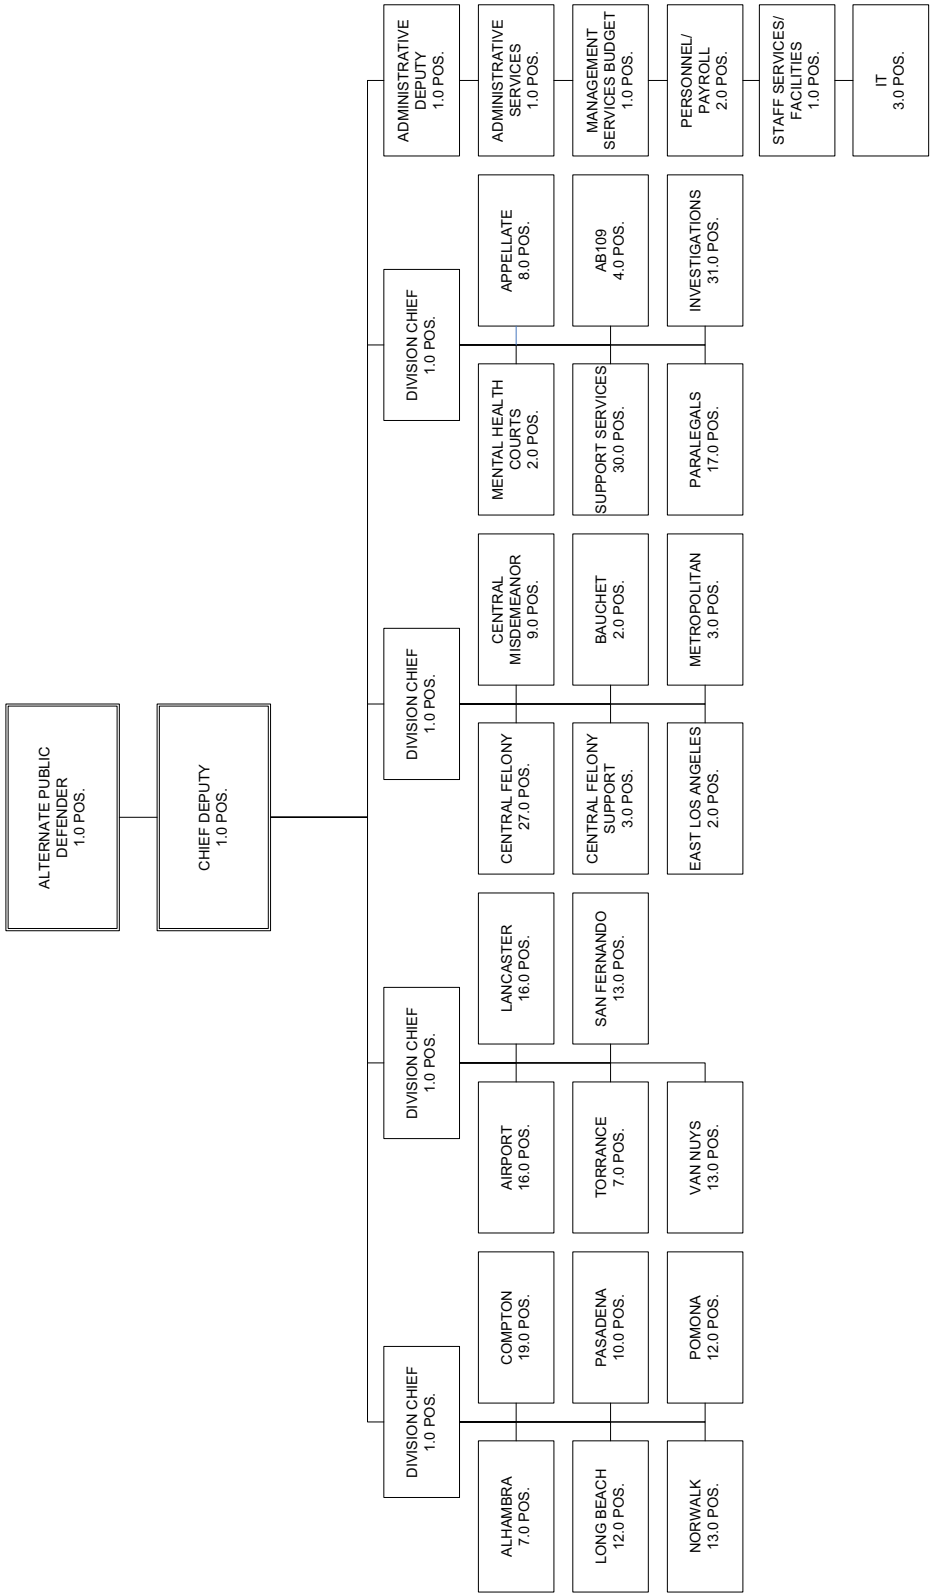 ALTERNATE PUBLIC
DEFENDER
1.0 POS.
CHIEF DEPUTY
1.0 POS.
DIVISION CHIEF
1.0 POS.
ALHAMBRA
7.0 POS.
COMPTON
19.0 POS.
LONG BEACH
12.0 POS.
PASADENA
10.0 POS.
NORWALK
13.0 POS.
POMONA
12.0 POS.
DIVISION CHIEF
1.0 POS.
AIRPORT
16.0 POS.
LANCASTER
16.0 POS.
TORRANCE
7.0 POS.
SAN FERNANDO
13.0 POS.
VAN NUYS
13.0 POS.
DIVISION CHIEF
1.0 POS.
CENTRAL FELONY
27.0 POS.
CENTRAL
MISDEMEANOR
9.0 POS.
CENTRAL FELONY
SUPPORT
3.0 POS.
BAUCHET
2.0 POS.
EAST LOS ANGELES
2.0 POS.
METROPOLITAN
3.0 POS.
DIVISION CHIEF
1.0 POS.
MENTAL HEALTH
COURTS
2.0 POS.
APPELLATE
8.0 POS.
SUPPORT SERVICES
30.0 POS.
AB109
4.0 POS.
PARALEGALS
17.0 POS.
INVESTIGATIONS
31.0 POS.
ADMINISTRATIVE
DEPUTY
1.0 POS.
ADMINISTRATIVE
SERVICES
1.0 POS.
MANAGEMENT
SERVICES BUDGET
1.0 POS.
PERSONNEL/
PAYROLL
2.0 POS.
STAFF SERVICES/
FACILITIES
1.0 POS.
IT
3.0 POS.